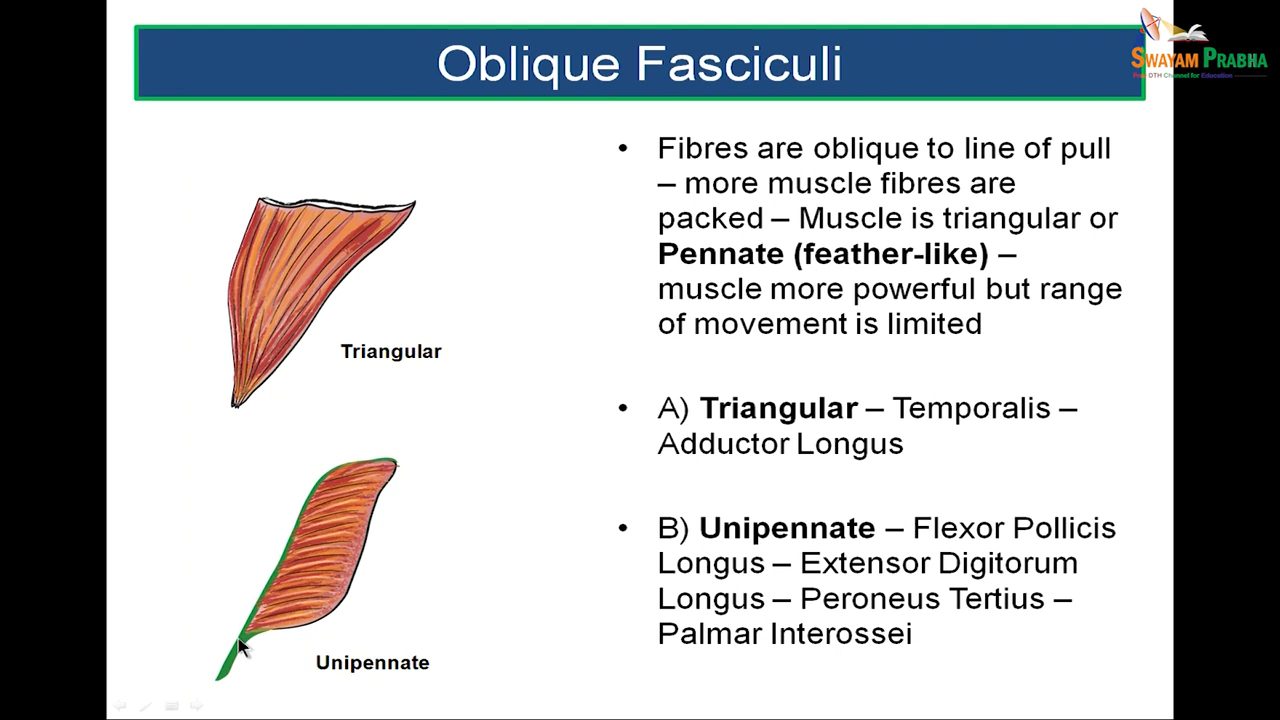 Oblique Fasciculi
SWAYAM PRABHA
Free DTH Channel for Education
• Fibres are oblique to line of pull
– more muscle fibres are
packed – Muscle is triangular or
Pennate (feather-like) –
muscle more powerful but range
of movement is limited
• A) Triangular – Temporalis –
Adductor Longus
• B) Unipennate – Flexor Pollicis
Longus – Extensor Digitorum
Longus – Peroneus Tertius –
Palmar Interossei
Triangular
Unipennate